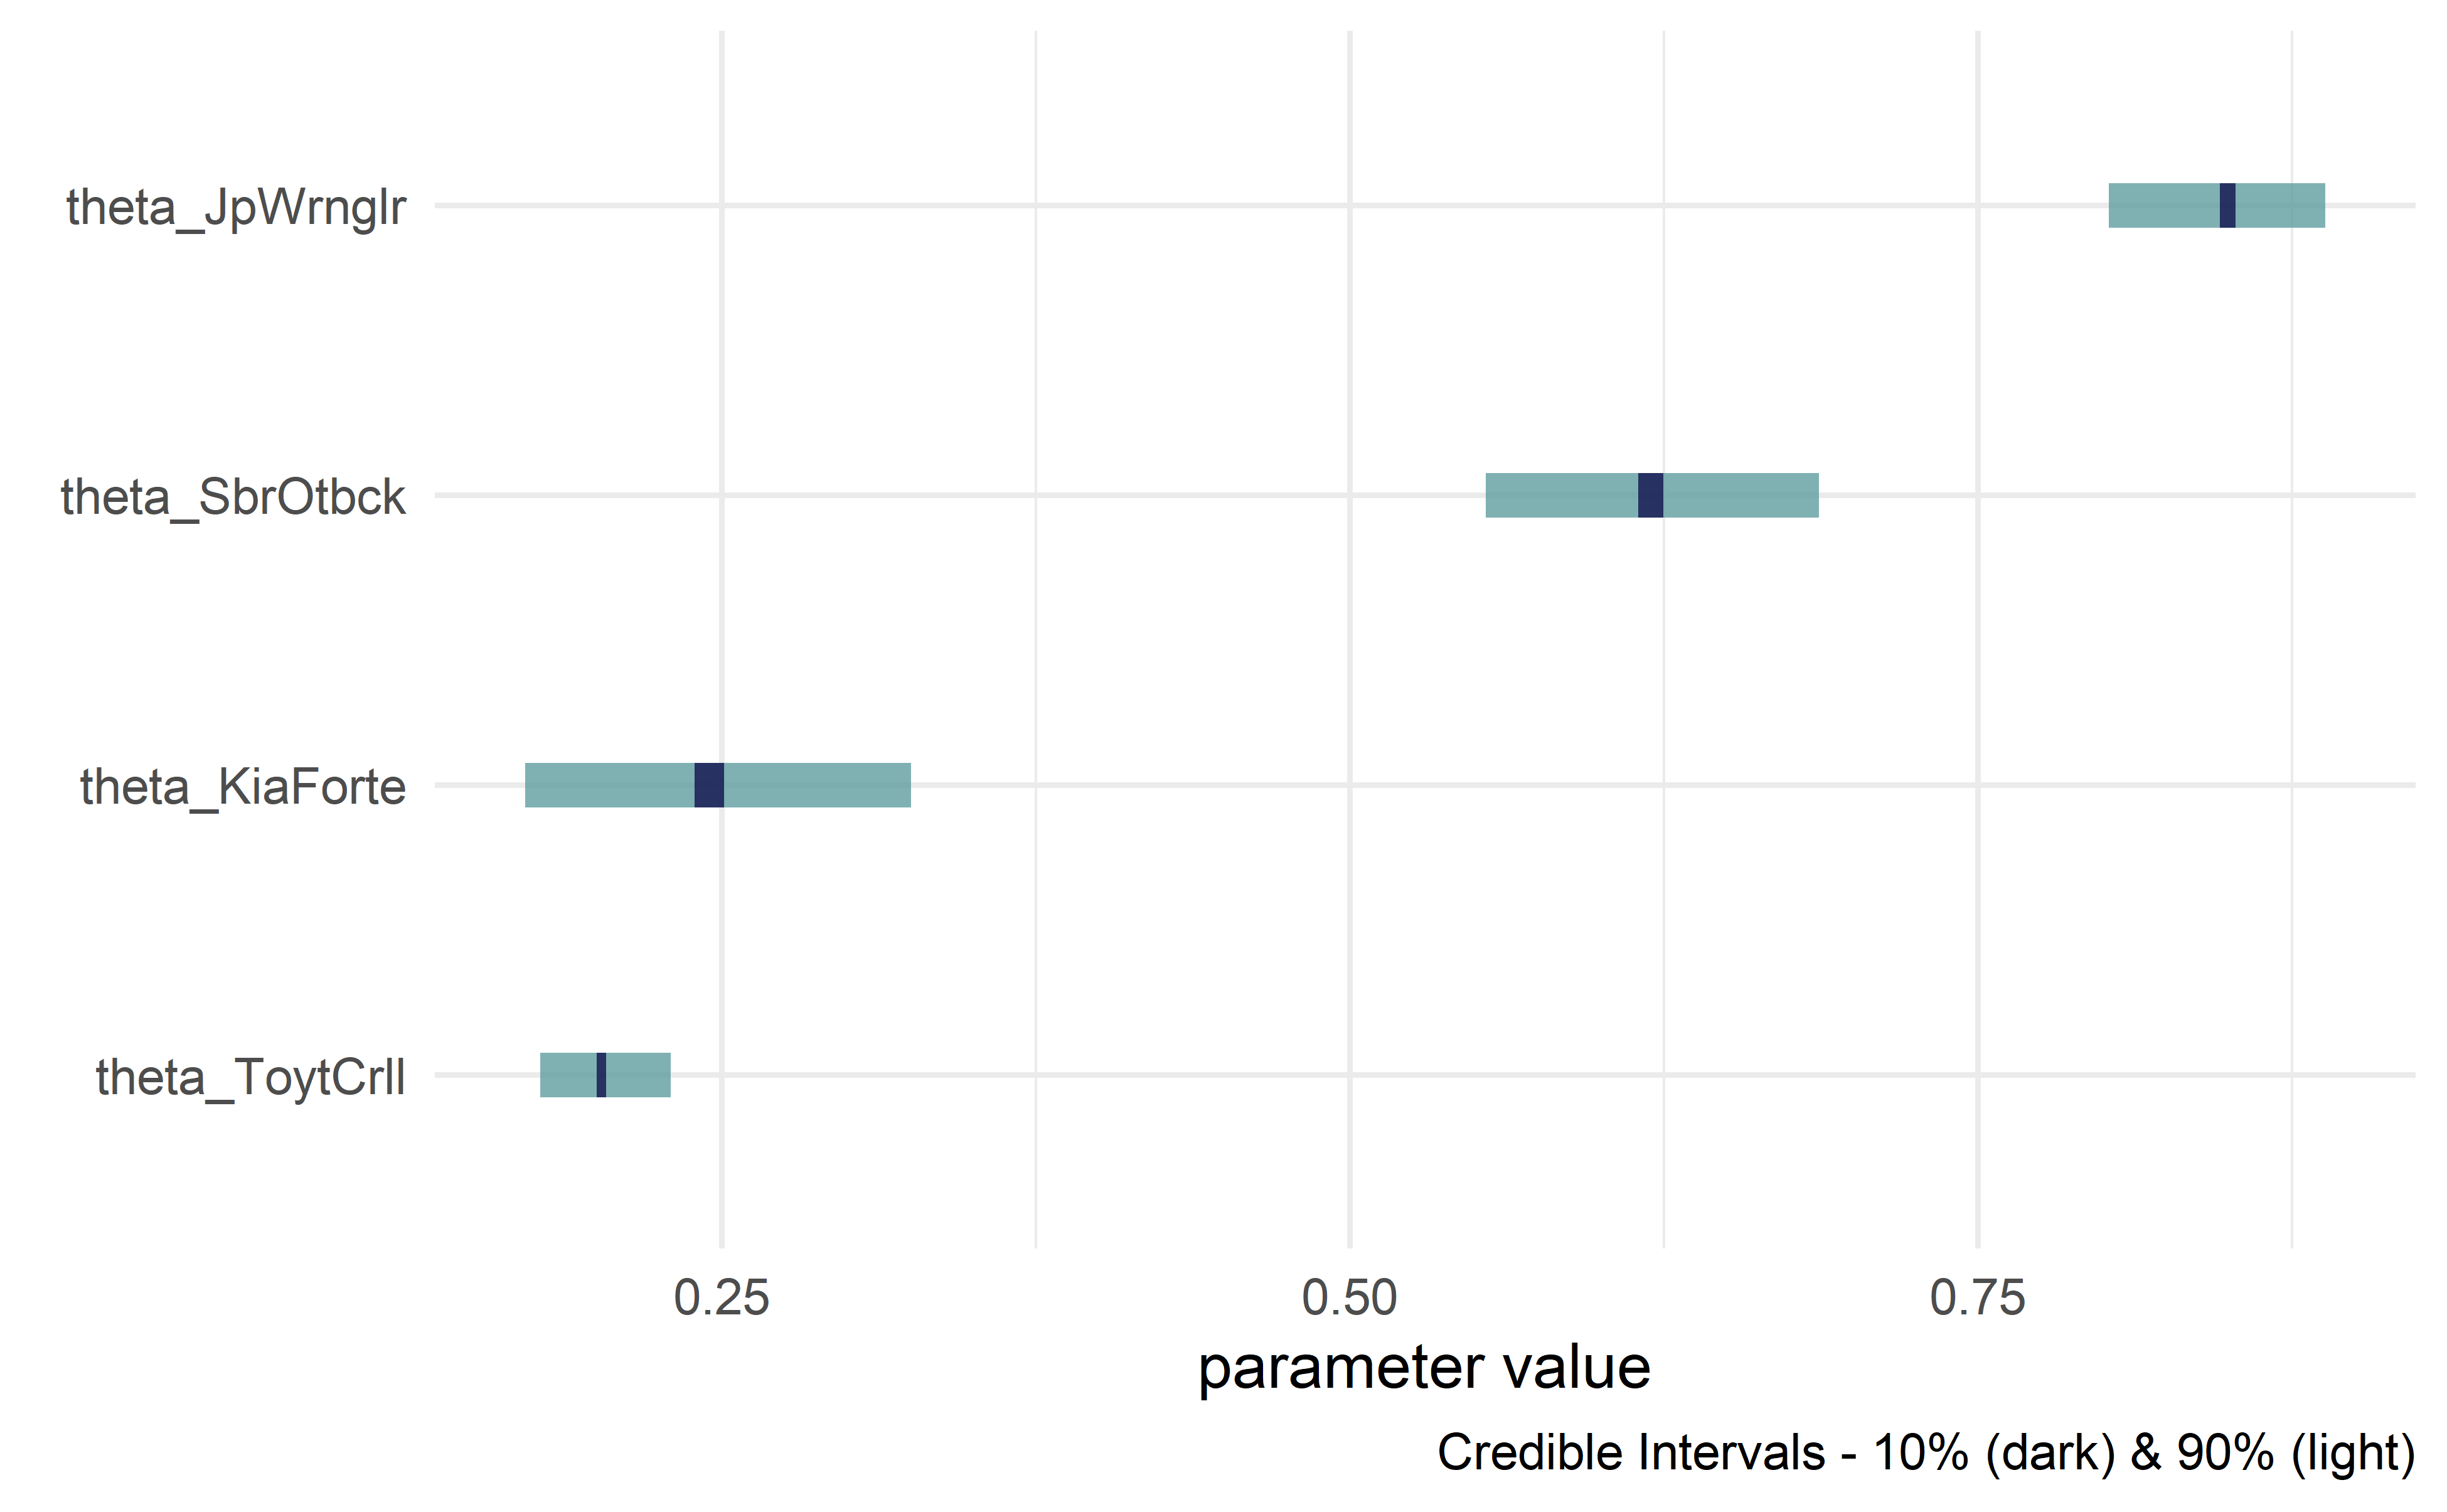 theta_JpWrnglr
theta_SbrOtbck
theta_KiaForte
theta_ToytCrll
0.25 0.50 0.75
parameter value
Credible Intervals - 10% (dark) & 90% (light)